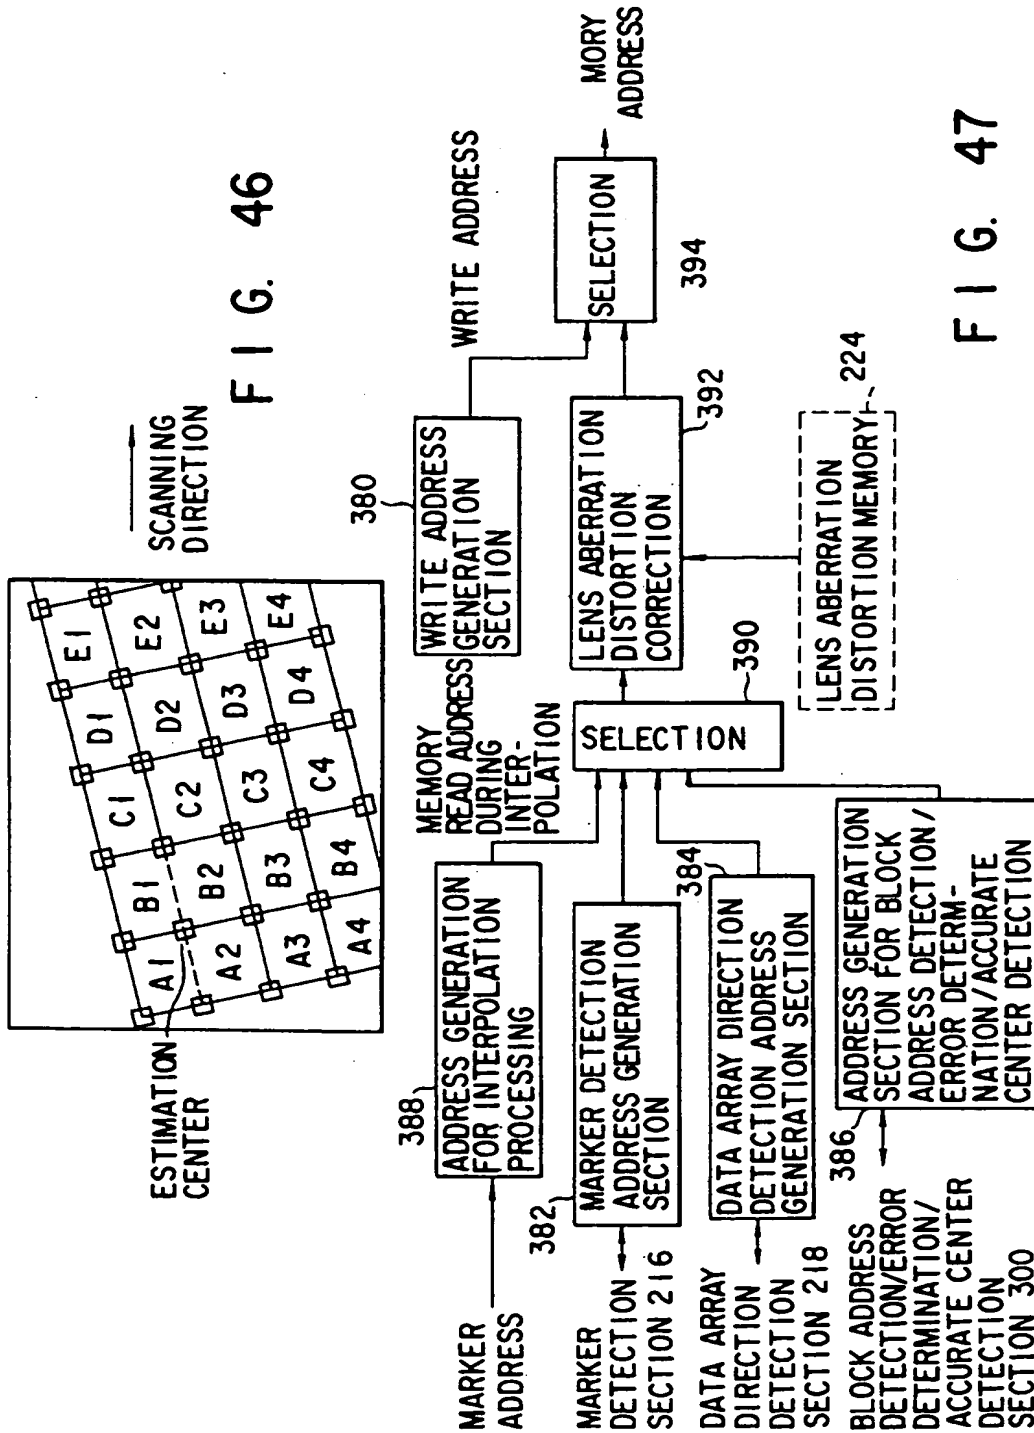 ESTIMATION
CENTER
A1
A2
A3
A4
B1
B2
B3
B4
C1
C2
C3
C4
D1
D2
D3
D4
E1
E2
E3
E4
SCANNING
DIRECTION
F I G. 46
MARKER
ADDRESS
388
ADDRESS GENERATION
FOR INTERPOLATION
PROCESSING
MEMORY
READ ADDRESS
DURING
INTER-
POLATION
380
WRITE ADDRESS
GENERATION
SECTION
WRITE ADDRESS
MARKER
DETECTION
SECTION 216
382
MARKER DETECTION
ADDRESS GENERATION
SECTION
SELECTION
390
LENS ABERRATION
DISTORTION
CORRECTION
392
SELECTION
394
MORY
ADDRESS
DATA ARRAY
DIRECTION
DETECTION
SECTION 218
384
DATA ARRAY DIRECTION
DETECTION ADDRESS
GENERATION SECTION
LENS ABERRATION
DISTORTION MEMORY
224
BLOCK ADDRESS
DETECTION/ERROR
DETERMINATION/
ACCURATE CENTER
DETECTION
SECTION 300
386
ADDRESS GENERATION
SECTION FOR BLOCK
ADDRESS DETECTION/
ERROR DETERM-
NATION/ACCURATE
CENTER DETECTION
F I G. 47